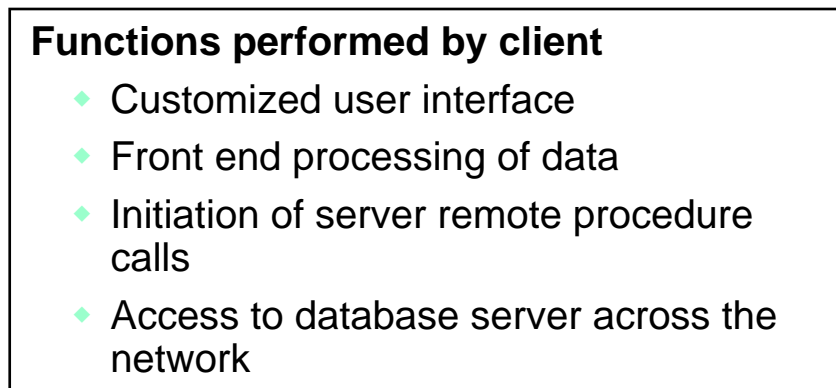 Functions performed by client
◆ Customized user interface
◆ Front end processing of data
◆ Initiation of server remote procedure
calls
◆ Access to database server across the
network